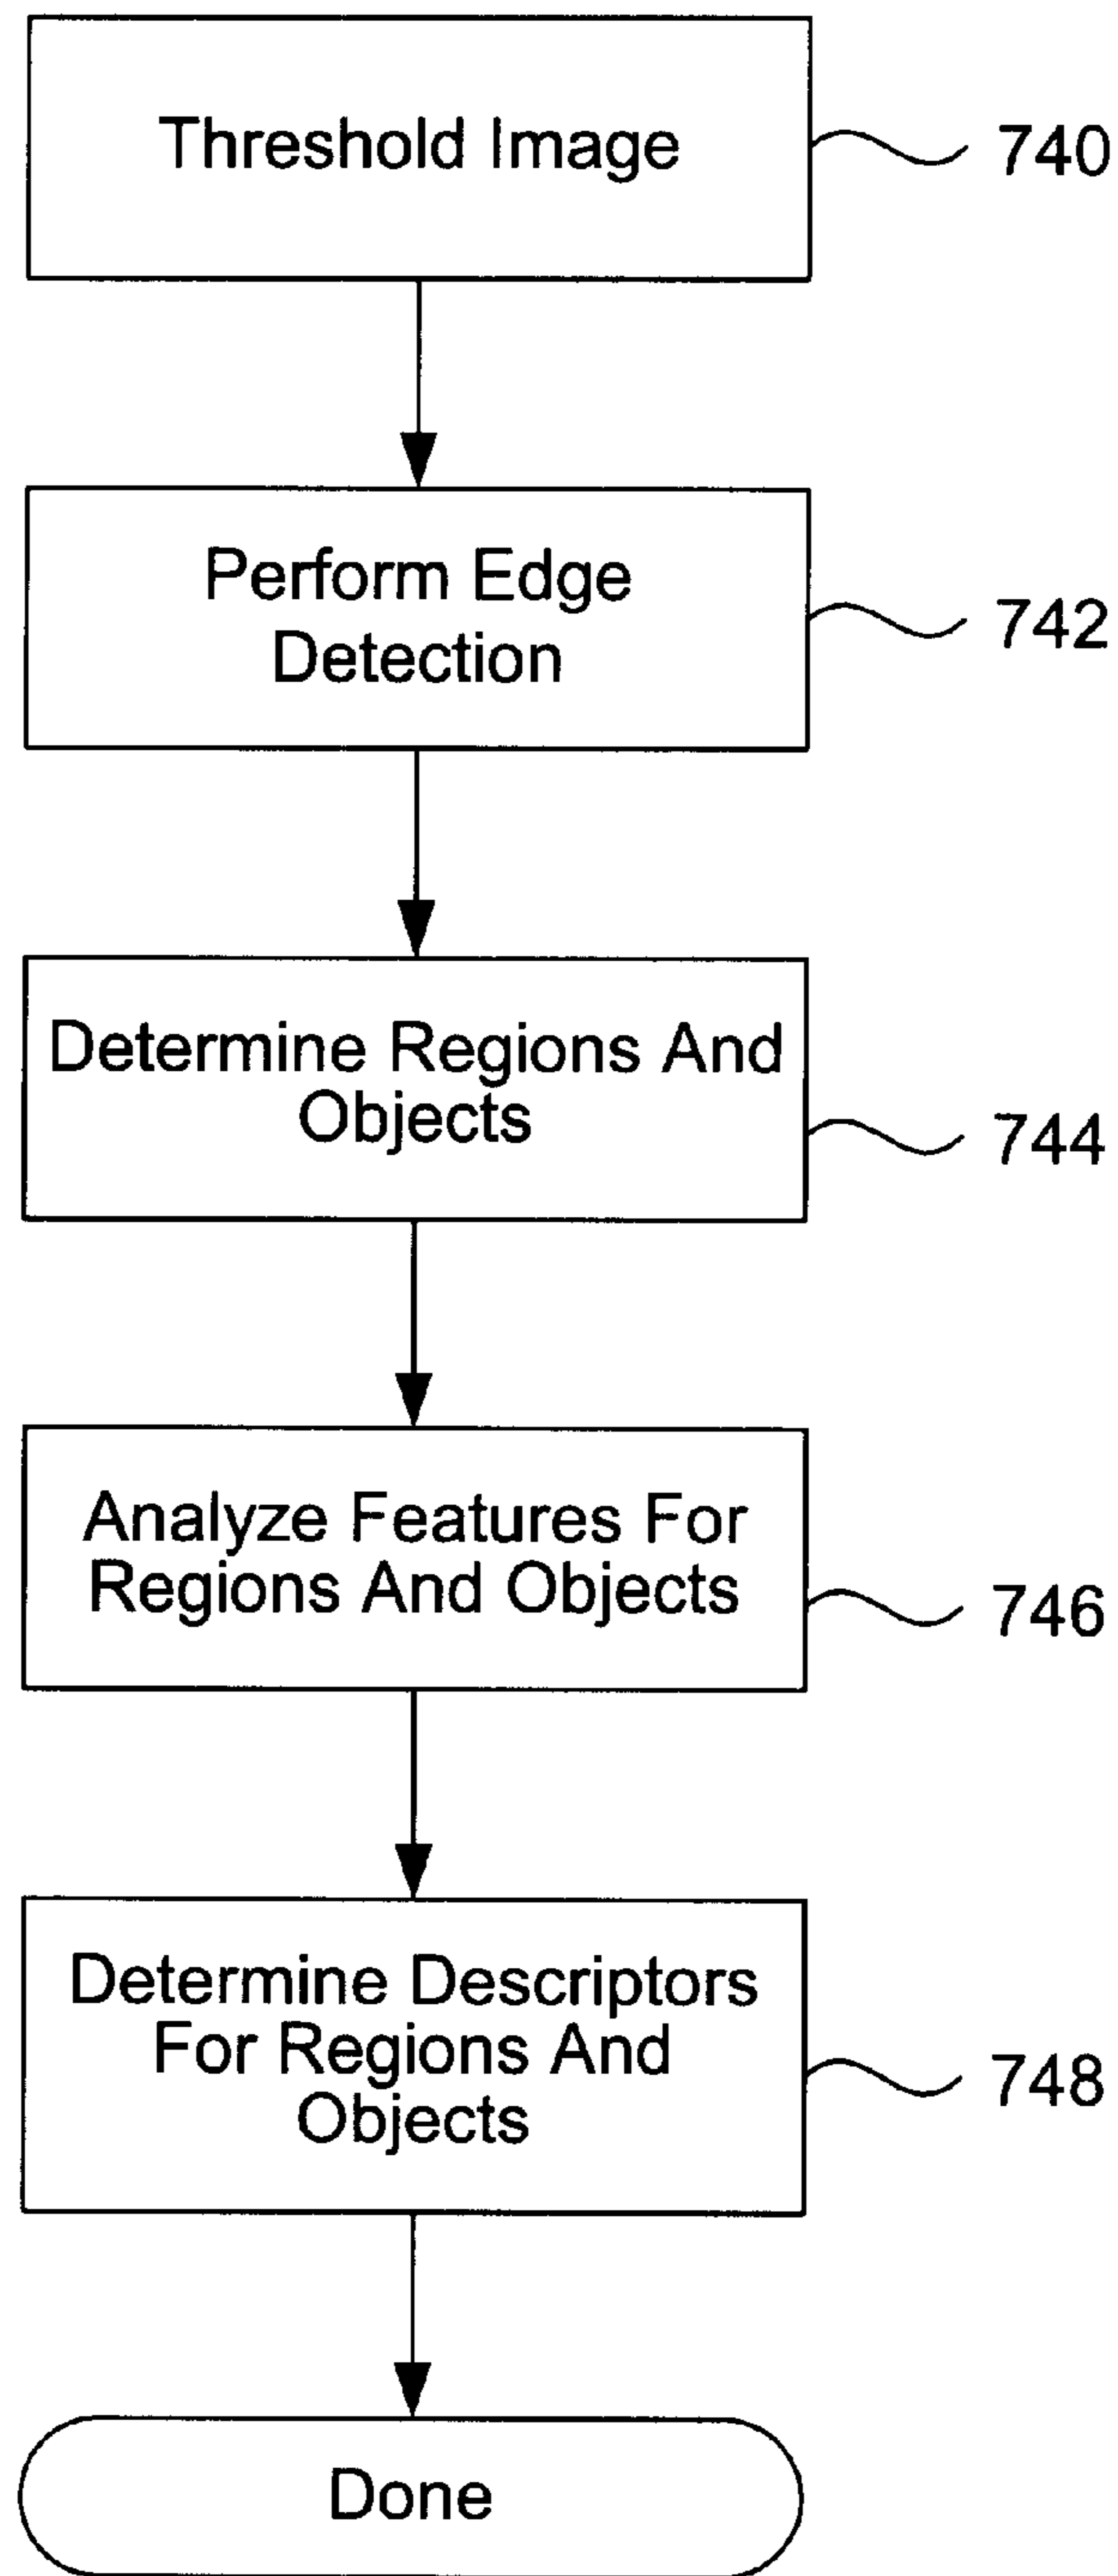 Threshold Image
740
Perform Edge
Detection
742
Determine Regions And
Objects
744
Analyze Features For
Regions And Objects
746
Determine Descriptors
For Regions And
Objects
748
Done